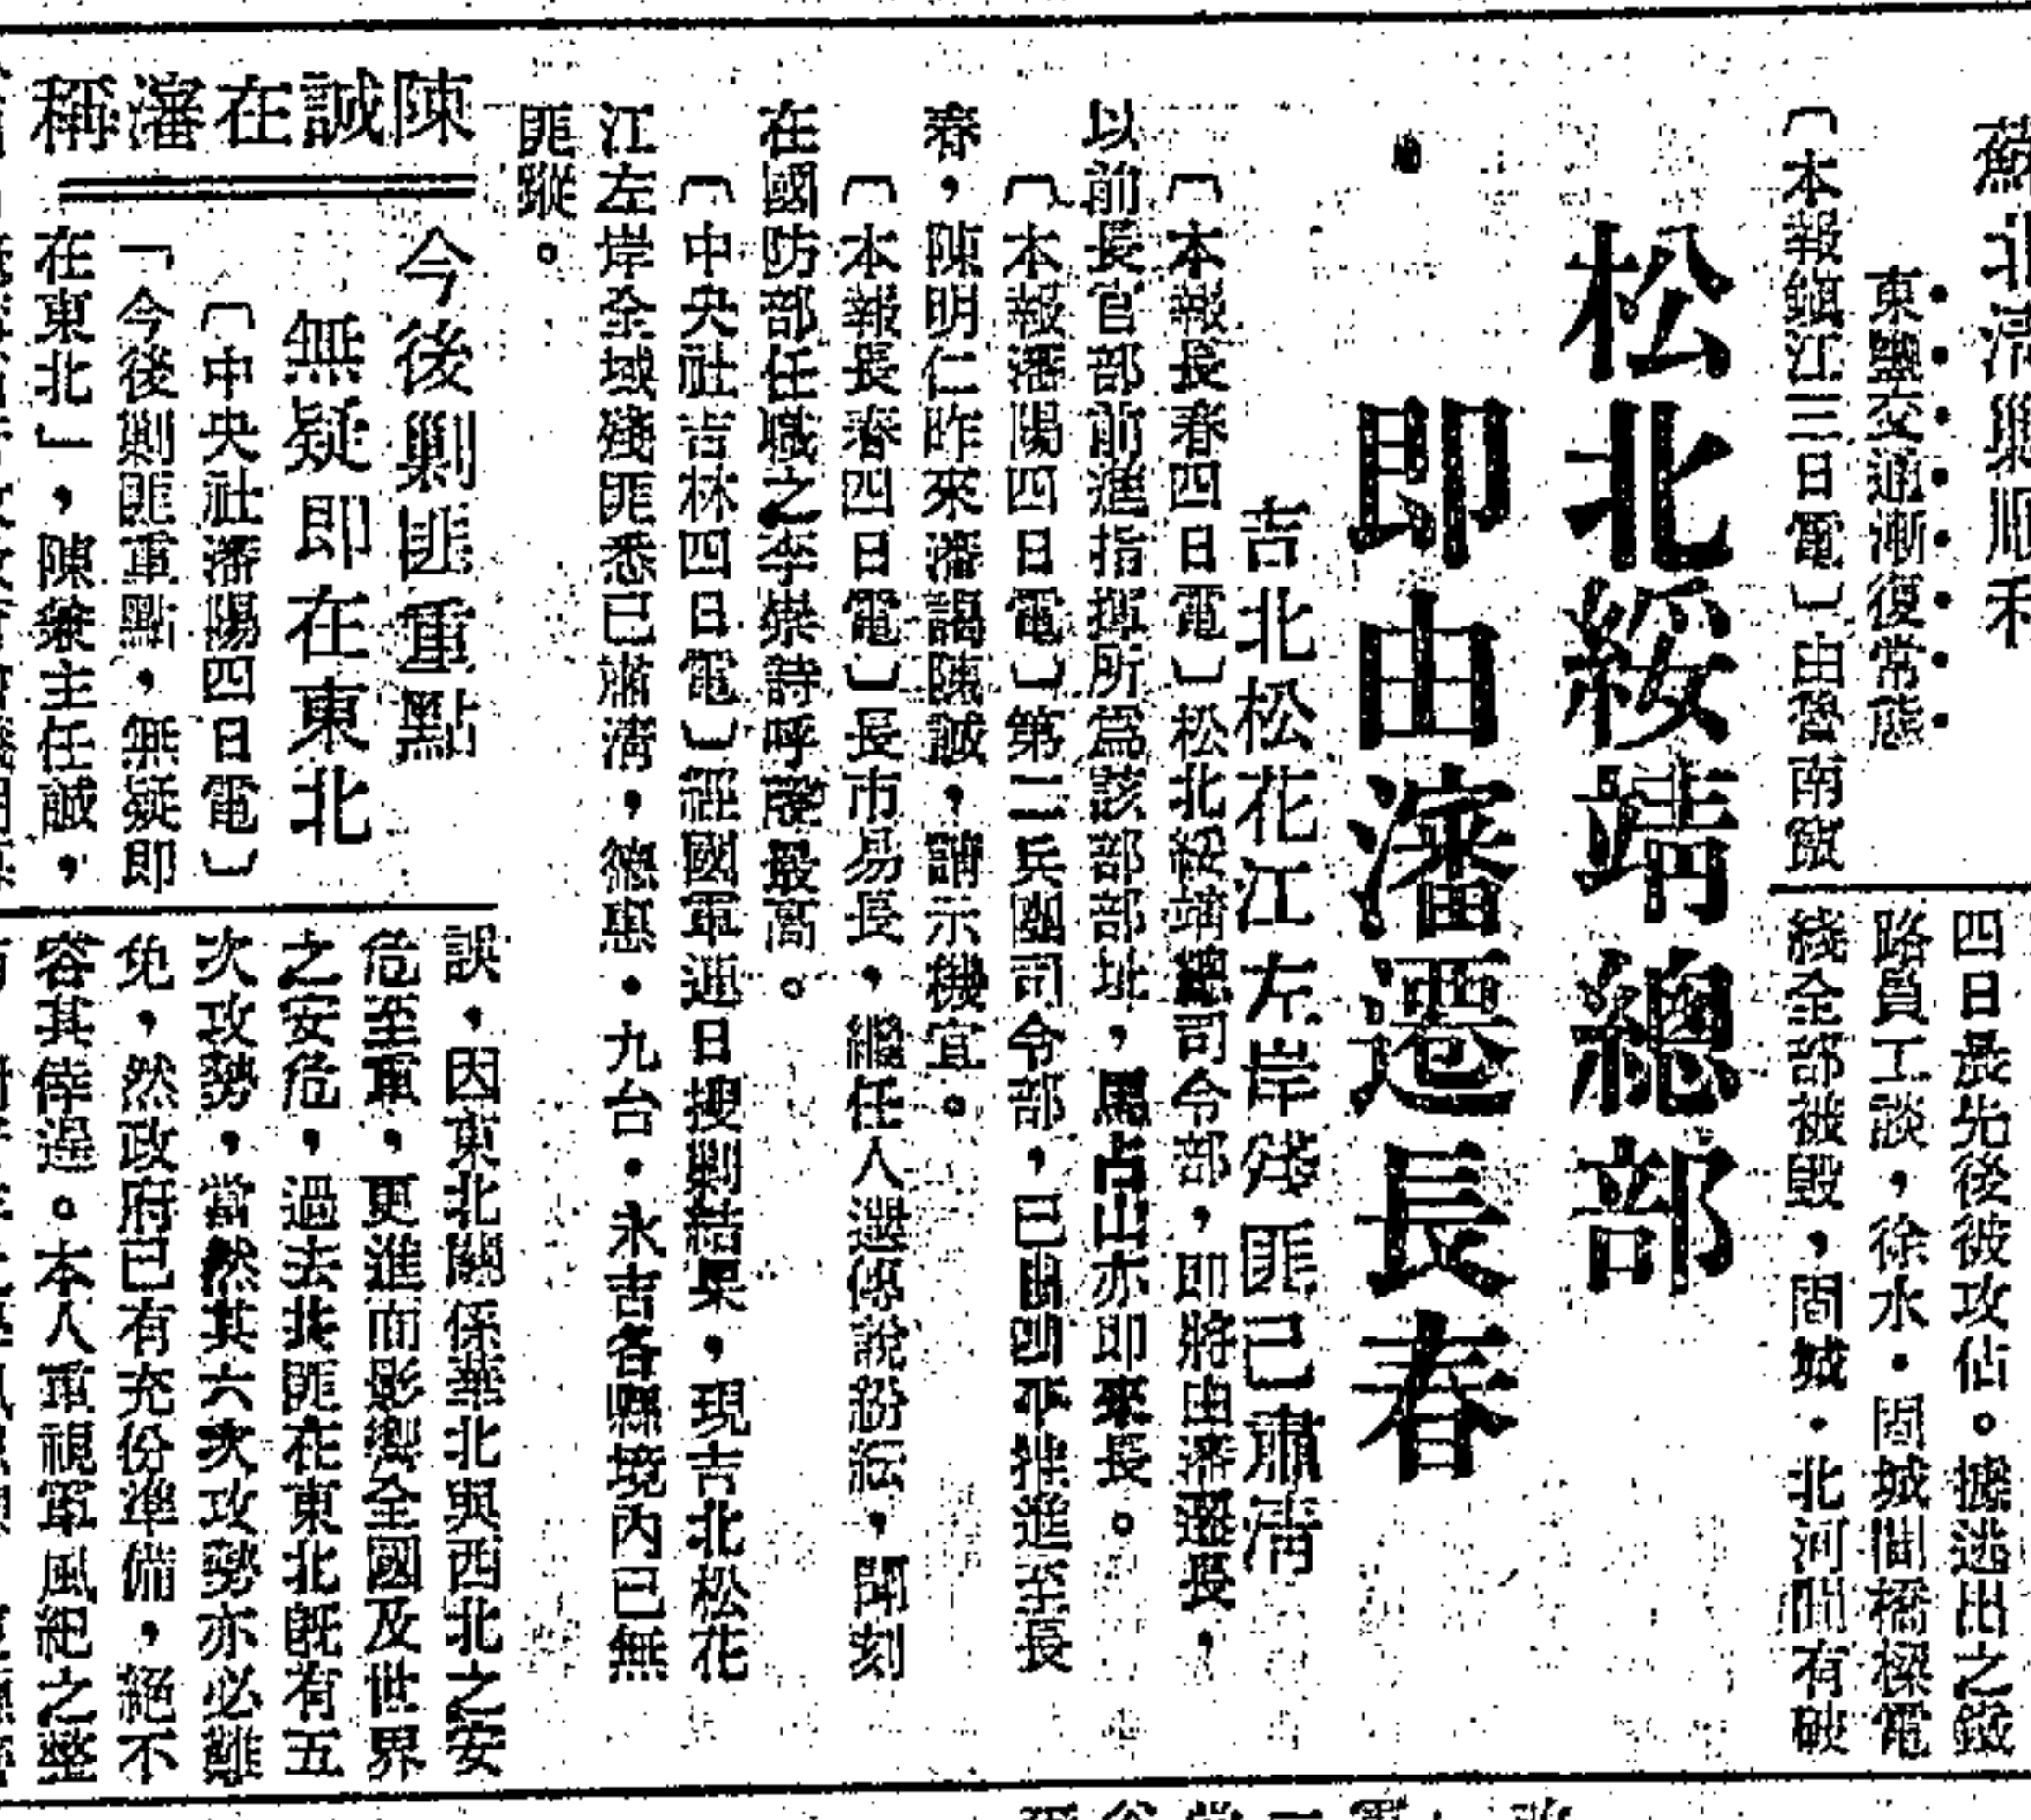 蘇北清剿順利
東壟交通漸復常態
〔本報鎮江三日電〕由魯南竄
四日最先後被攻佔。據逃出之鐵
路員工談，徐水·固城間橋樑電
綫全部被毀，固城·北河間有破
松北綏靖總部
即由瀋遷長春
吉北松花江左岸殘匪已肅清
〔本報長春四日電〕松北綏靖總司令部，即將由瀋遷長，
以前長官部前進指揮所爲該部部址，馬占山亦即來長。
〔本報瀋陽四日電〕第二兵團司令部，已由四平推進至長
春，陳明仁昨來瀋謁陳誠，請示機宜。
〔本報長春四日電〕長市易長，繼任人選傳說紛紜，聞刻
在國防部任職之李崇詩呼聲最高。
〔中央社吉林四日電〕經國軍連日搜剿結果，現吉北松花
江左岸全域殘匪悉已肅清，德惠·九台·永吉各縣境內已無
匪蹤。
陳誠在瀋稱
今後剿匪重點
無疑即在東北
〔中央社瀋陽四日電〕
「今後剿匪重點，無疑即
在東北」，陳兼主任誠，
誤，因東北關係華北與西北之安
危至重，更進而影響全國及世界
之安危，過去共匪在東北既有五
次攻勢，當然其六次攻勢亦必難
免，然政府已有充份準備，絕不
容其倖逞。本人重視軍風紀之整